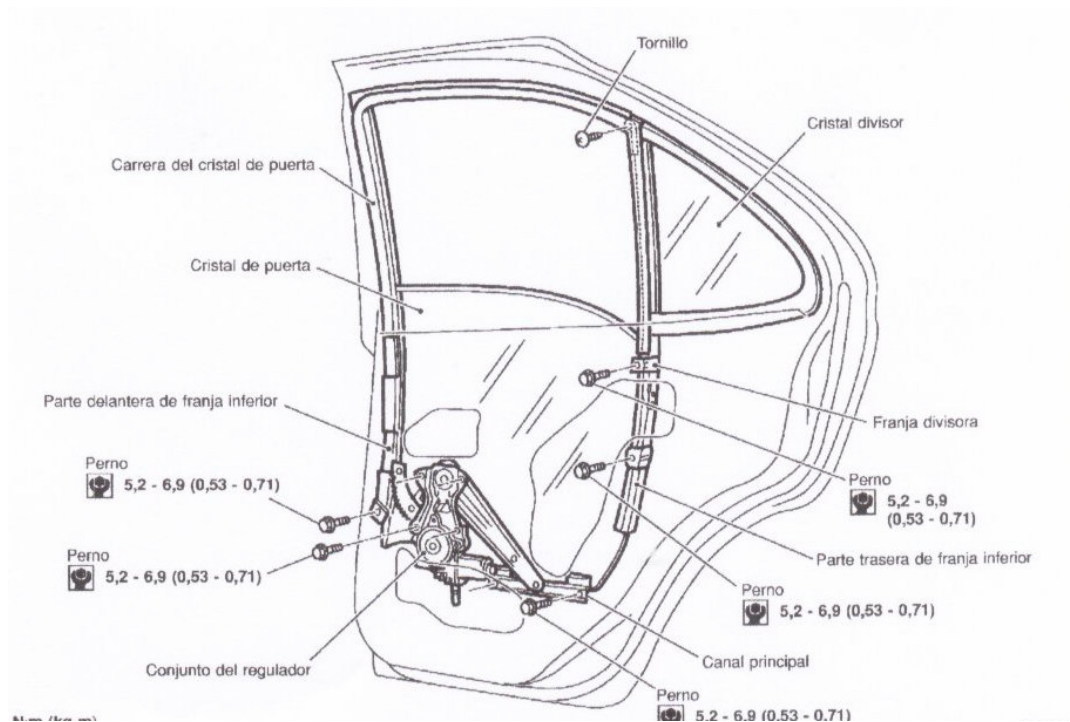 Tornillo
Cristal divisor
Carrera del cristal de puerta
Cristal de puerta
Parte delantera de franja inferior
Franja divisora
Perno
5,2 - 6,9 (0,53 - 0,71)
Perno
5,2 - 6,9
(0,53 - 0,71)
Perno
5,2 - 6,9 (0,53 - 0,71)
Parte trasera de franja inferior
Perno
5,2 - 6,9 (0,53 - 0,71)
Conjunto del regulador
Canal principal
Perno
5,2 - 6,9 (0,53 - 0,71)
N·m (kg-m)